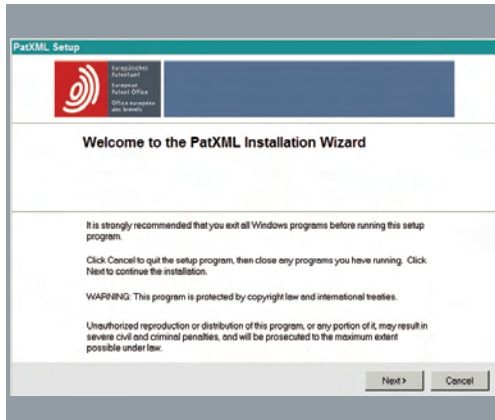 PatXML Setup
Europäisches
Patentamt
European
Patent Office
Office européen
des brevets
Welcome to the PatXML Installation Wizard
It is strongly recommended that you exit all Windows programs before running this setup
program.
Click Cancel to quit the setup program, then close any programs you have running. Click
Next to continue the installation.
WARNING: This program is protected by copyright law and international treaties.
Unauthorized reproduction or distribution of this program, or any portion of it, may result in
severe civil and criminal penalties, and will be prosecuted to the maximum extent
possible under law.
Next >
Cancel